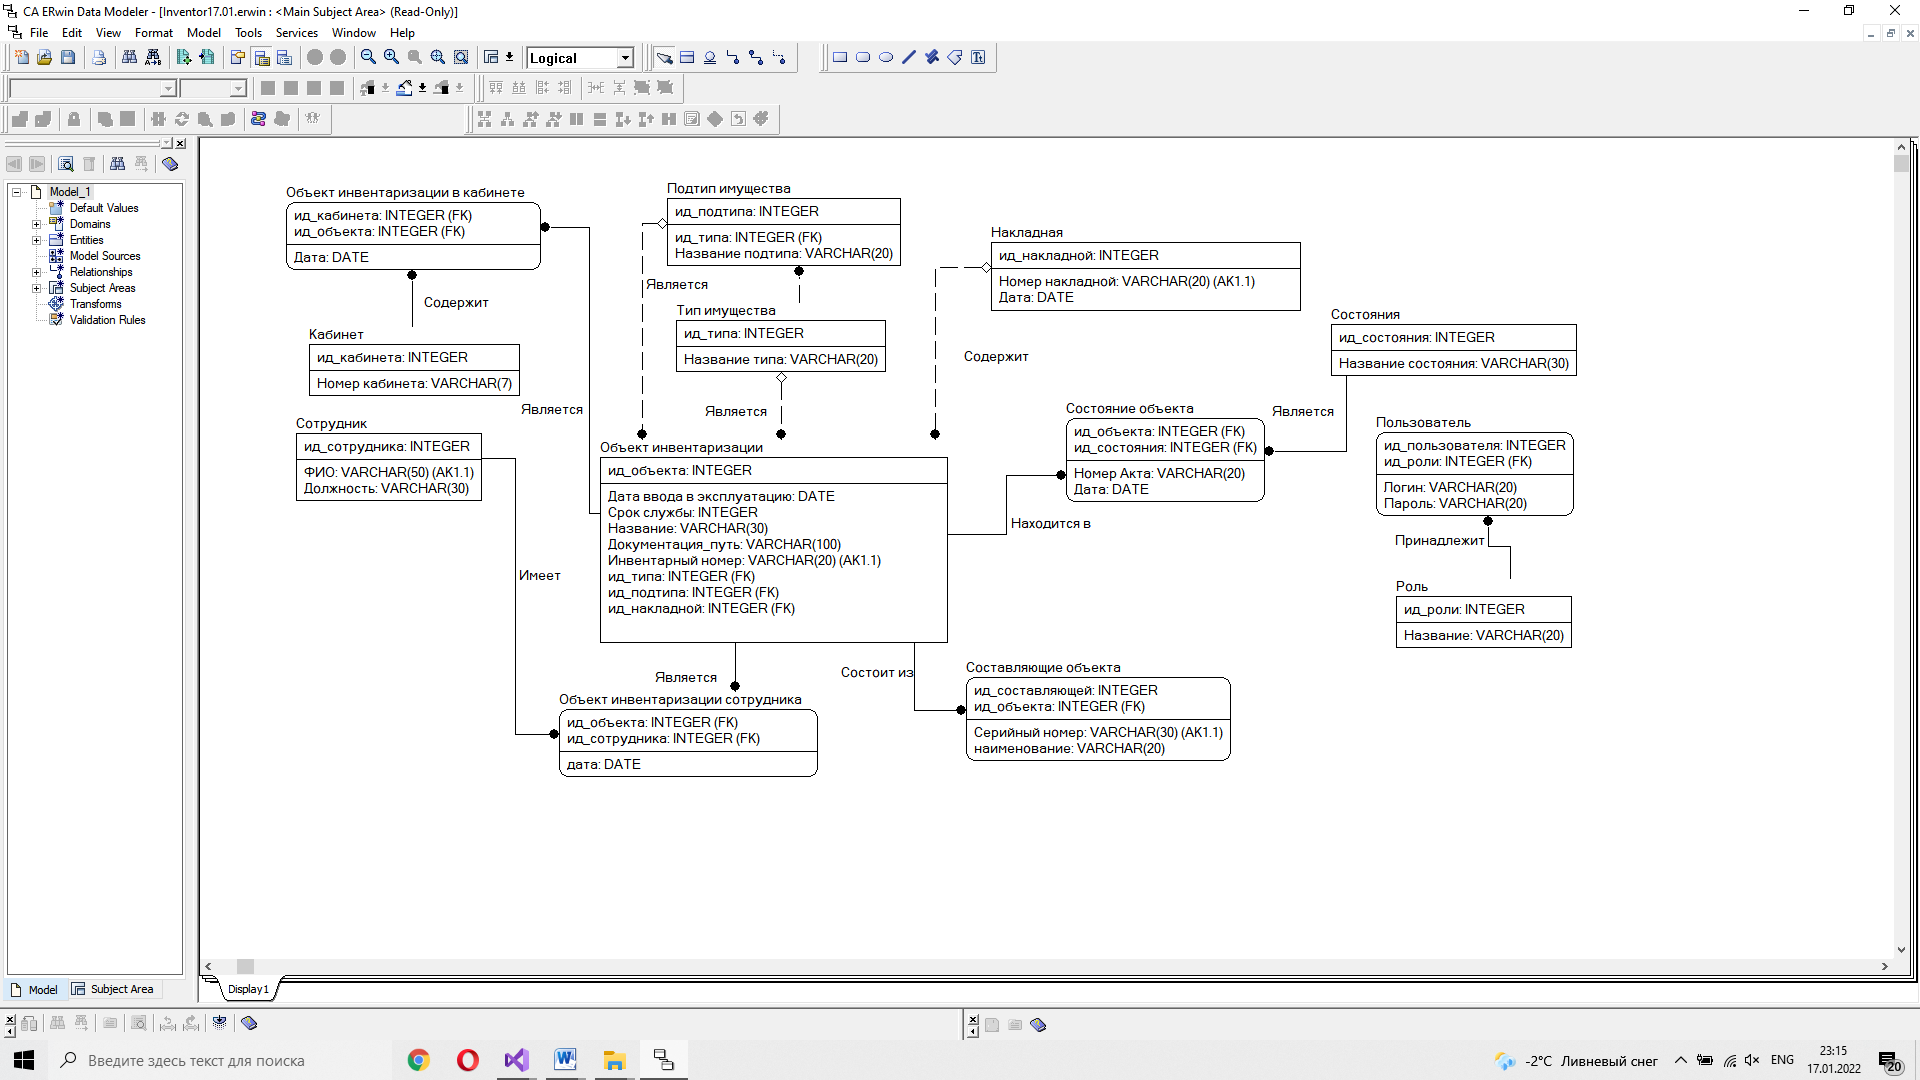 CA ERwin Data Modeler - [Inventor17.01.erwin : <Main Subject Area> (Read-Only)]
File Edit View Format Model Tools Services Window Help
Logical
Model_1
Default Values
Domains
Entities
Model Sources
Relationships
Subject Areas
Transforms
Validation Rules
Model
Subject Area
Объект инвентаризации в кабинете
ид_кабинета: INTEGER (FK)
ид_объекта: INTEGER (FK)
Дата: DATE
Содержит
Кабинет
ид_кабинета: INTEGER
Номер кабинета: VARCHAR(7)
Является
Сотрудник
ид_сотрудника: INTEGER
ФИО: VARCHAR(50) (AK1.1)
Должность: VARCHAR(30)
Имеет
Подтип имущества
ид_подтипа: INTEGER
ид_типа: INTEGER (FK)
Название подтипа: VARCHAR(20)
Является
Тип имущества
ид_типа: INTEGER
Название типа: VARCHAR(20)
Является
Накладная
ид_накладной: INTEGER
Номер накладной: VARCHAR(20) (AK1.1)
Дата: DATE
Содержит
Объект инвентаризации
ид_объекта: INTEGER
Дата ввода в эксплуатацию: DATE
Срок службы: INTEGER
Название: VARCHAR(30)
Документация_путь: VARCHAR(100)
Инвентарный номер: VARCHAR(20) (AK1.1)
ид_типа: INTEGER (FK)
ид_подтипа: INTEGER (FK)
ид_накладной: INTEGER (FK)
Состояния
ид_состояния: INTEGER
Название состояния: VARCHAR(30)
Является
Состояние объекта
ид_объекта: INTEGER (FK)
ид_состояния: INTEGER (FK)
Номер Акта: VARCHAR(20)
Дата: DATE
Находится в
Пользователь
ид_пользователя: INTEGER
ид_роли: INTEGER (FK)
Логин: VARCHAR(20)
Пароль: VARCHAR(20)
Принадлежит
Роль
ид_роли: INTEGER
Название: VARCHAR(20)
Является
Объект инвентаризации сотрудника
ид_объекта: INTEGER (FK)
ид_сотрудника: INTEGER (FK)
дата: DATE
Состоит из
Составляющие объекта
ид_составляющей: INTEGER
ид_объекта: INTEGER (FK)
Серийный номер: VARCHAR(30) (AK1.1)
наименование: VARCHAR(20)
Display1
Введите здесь текст для поиска
-2°C Ливневый снег
ENG
23:15
17.01.2022
20